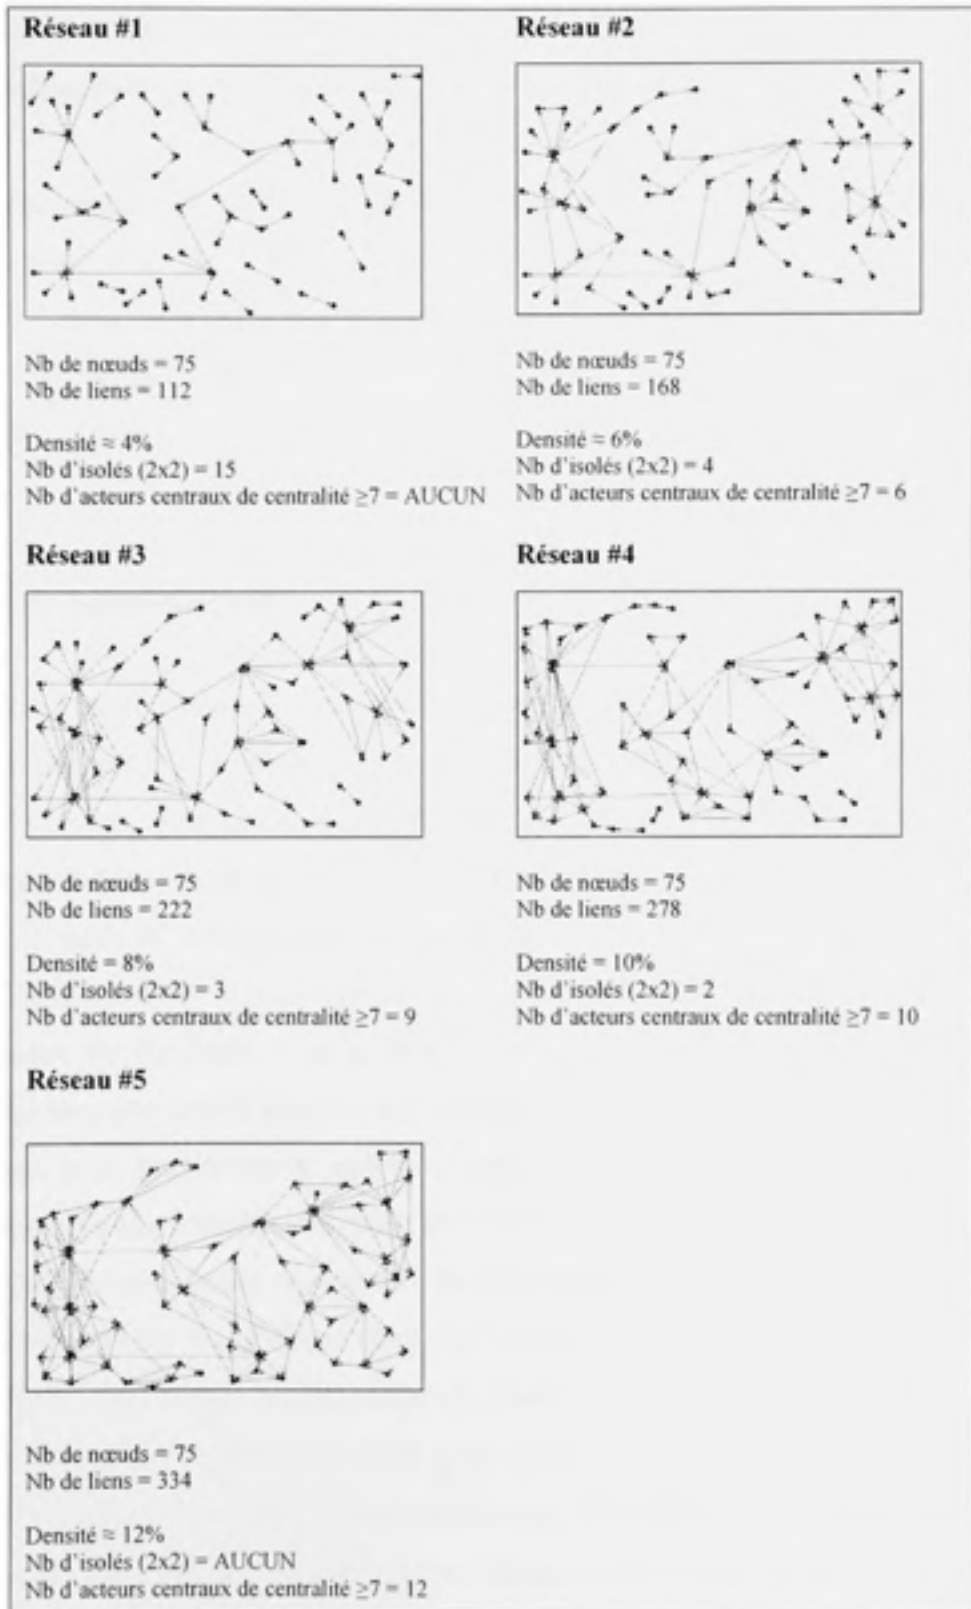 Réseau #1
Nb de nœuds = 75
Nb de liens = 112
Densité ≈ 4%
Nb d'isolés (2x2) = 15
Nb d'acteurs centraux de centralité ≥7 = AUCUN
Réseau #2
Nb de nœuds = 75
Nb de liens = 168
Densité ≈ 6%
Nb d'isolés (2x2) = 4
Nb d'acteurs centraux de centralité ≥7 = 6
Réseau #3
Nb de nœuds = 75
Nb de liens = 222
Densité = 8%
Nb d'isolés (2x2) = 3
Nb d'acteurs centraux de centralité ≥7 = 9
Réseau #4
Nb de nœuds = 75
Nb de liens = 278
Densité = 10%
Nb d'isolés (2x2) = 2
Nb d'acteurs centraux de centralité ≥7 = 10
Réseau #5
Nb de nœuds = 75
Nb de liens = 334
Densité ≈ 12%
Nb d'isolés (2x2) = AUCUN
Nb d'acteurs centraux de centralité ≥7 = 12